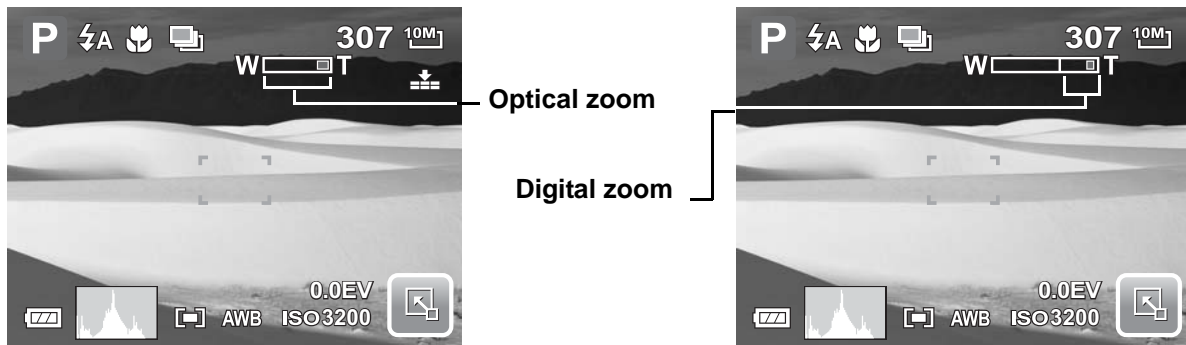 P A 307 10M
W T
0.0EV
AWB ISO3200
Optical zoom
Digital zoom
P A 307 10M
W T
0.0EV
AWB ISO3200